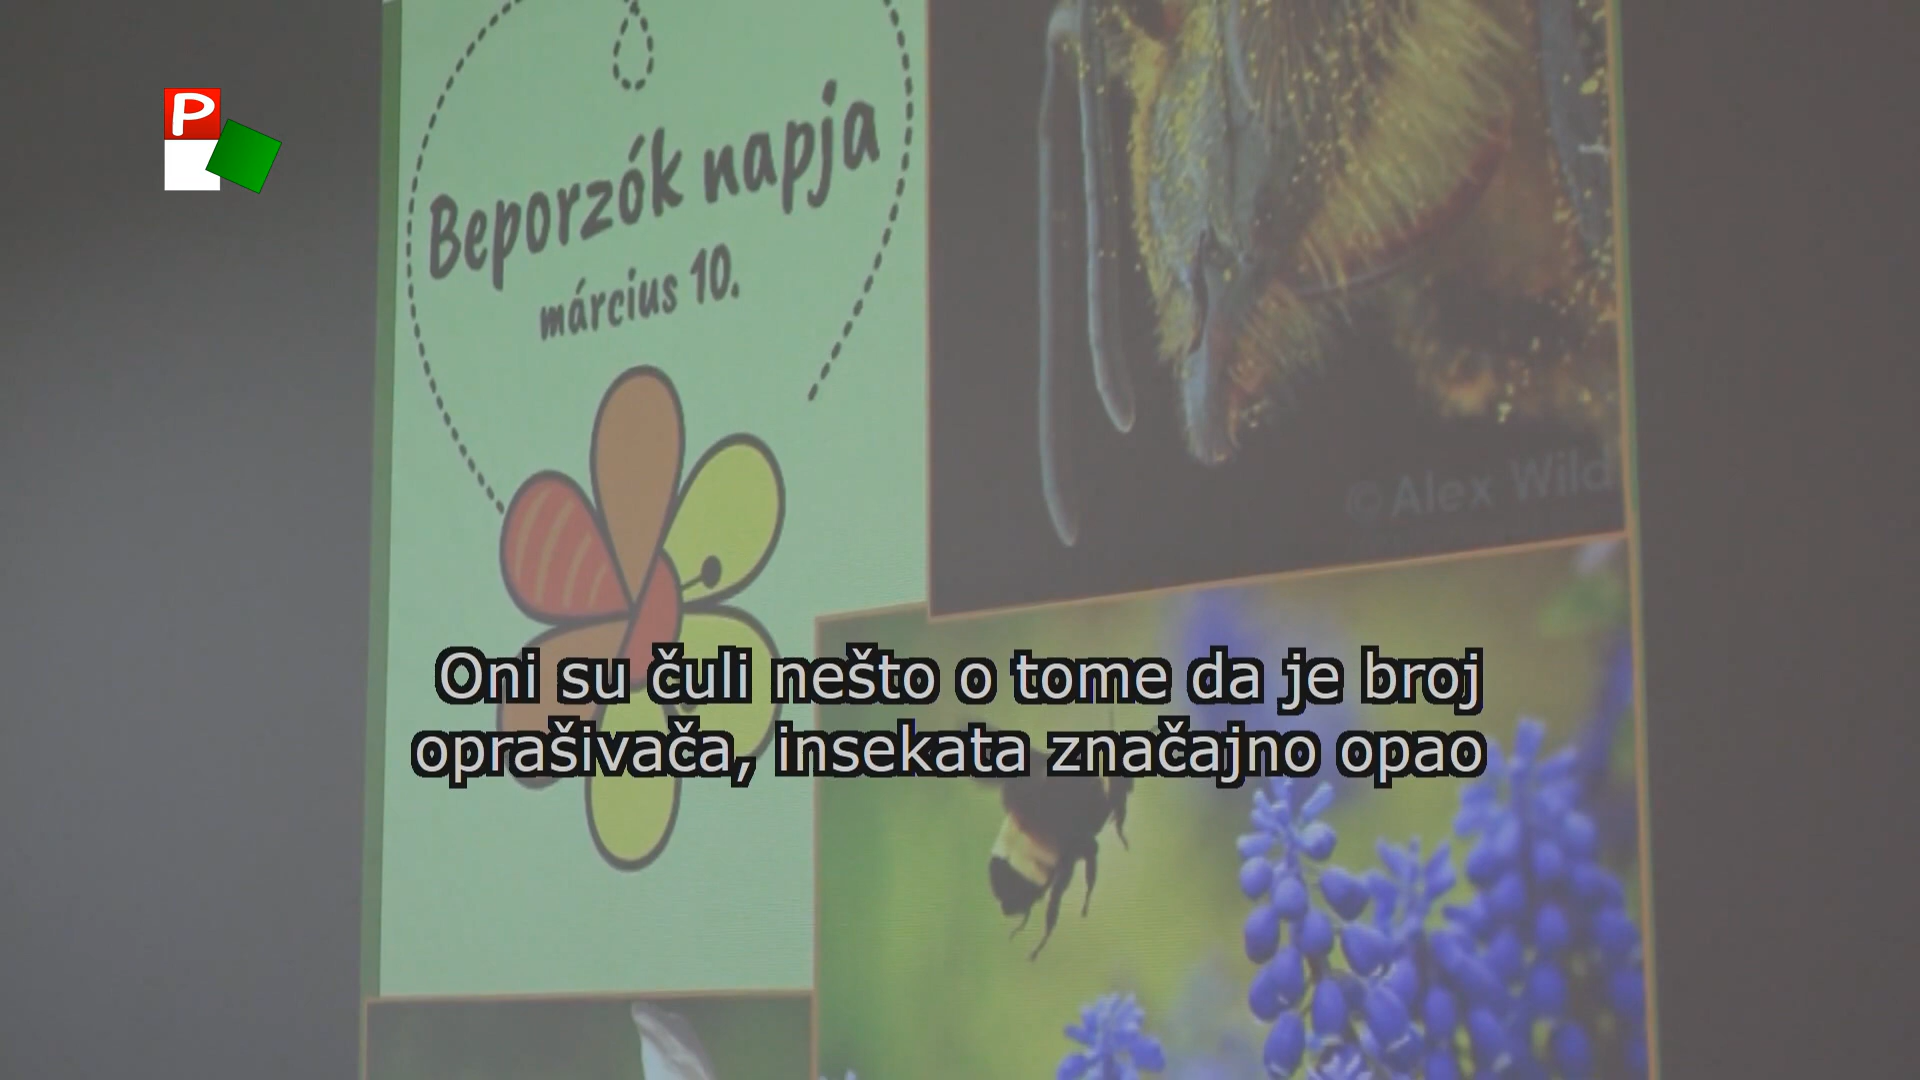 P
Beporzók napja
március 10.
©Alex Wild
Oni su čuli nešto o tome da je broj
oprašivača, insekata značajno opao